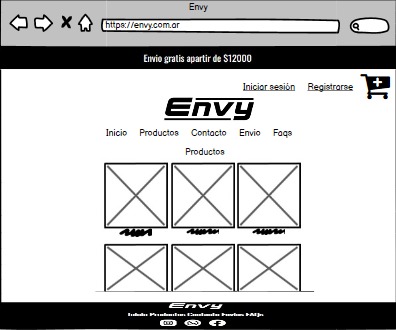 Envy
https://envy.com.ar
Envio gratis apartir de $12000
Iniciar sesión Registrarse
Envy
Inicio Productos Contacto Envio Faqs
Productos
Envy
Inicio Productos Contacto Envios FAQs